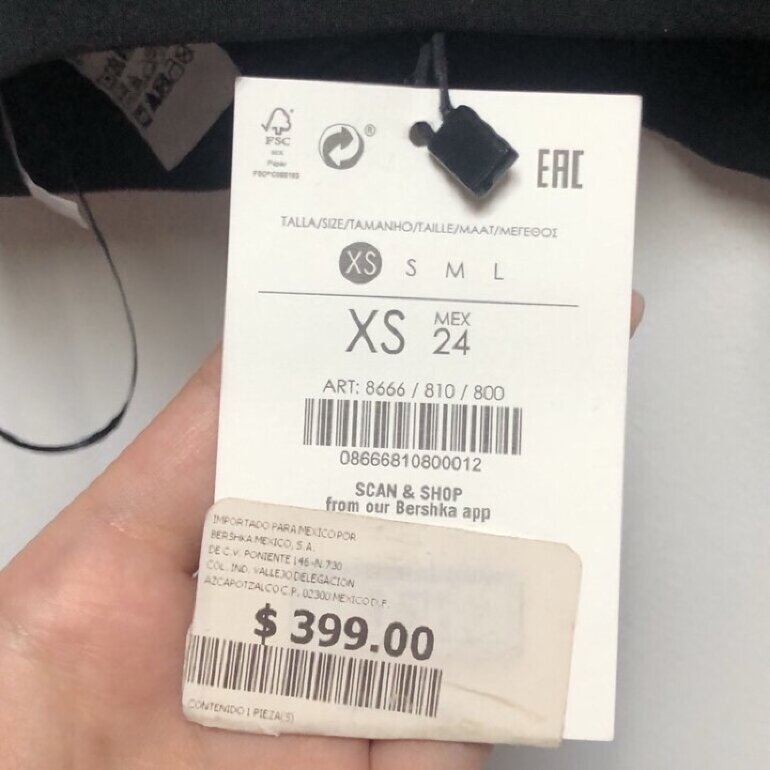 FSC
MIX
Paper
®
EAC
TALLA/SIZE/TAMANHO/TAILLE/MAAT/ΜΕΓΕΘΟΣ
XS S M L
XS MEX 24
ART: 8666 / 810 / 800
08666810800012
SCAN & SHOP
from our Bershka app
IMPORTADO PARA MEXICO POR
BERSHKA MEXICO, S.A.
DE C.V. PONIENTE 146-N.730
COL. IND. VALLEJO DELEGACION
AZCAPOTZALCO C.P. 02300 MEXICO D.F.
$ 399.00
CONTENIDO 1 PIEZA(S)